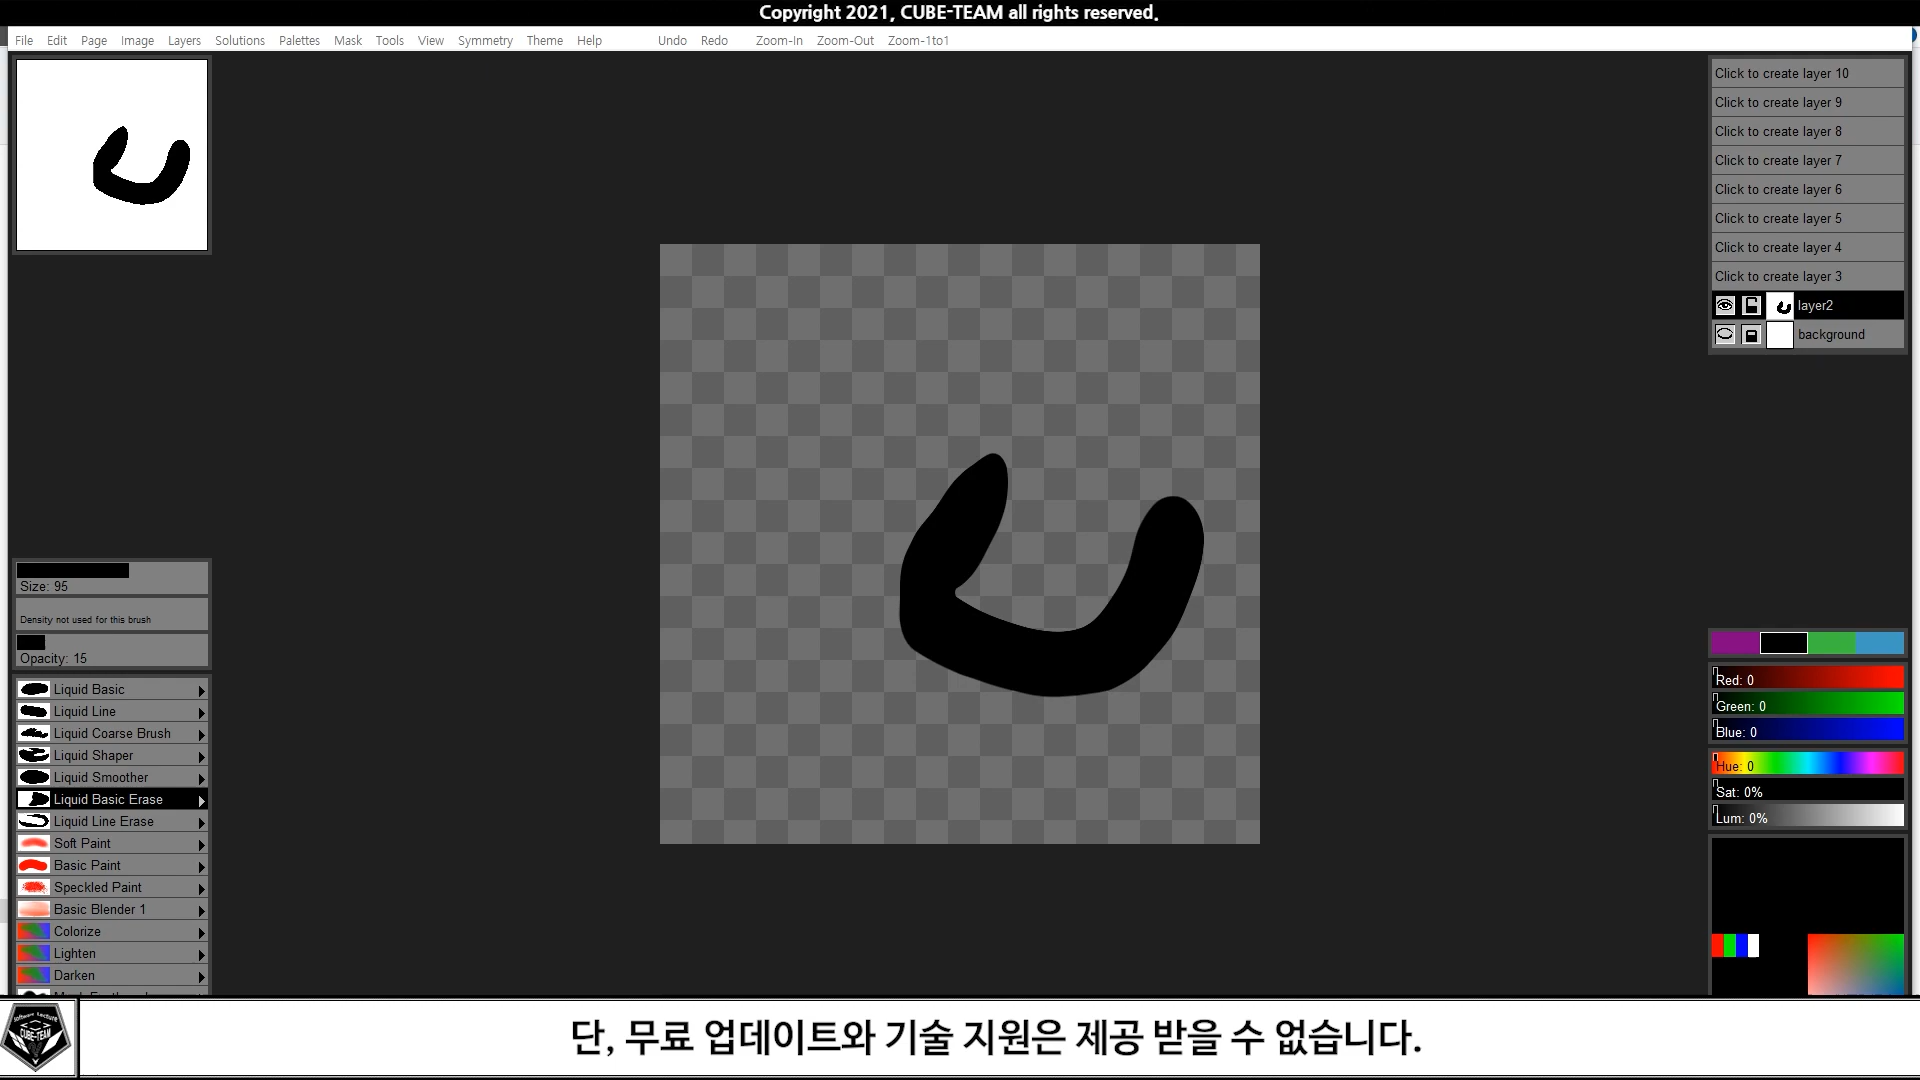 Copyright 2021, CUBE-TEAM all rights reserved.
File Edit Page Image Layers Solutions Palettes Mask Tools View Symmetry Theme Help Undo Redo Zoom-In Zoom-Out Zoom-1to1
Click to create layer 10
Click to create layer 9
Click to create layer 8
Click to create layer 7
Click to create layer 6
Click to create layer 5
Click to create layer 4
Click to create layer 3
layer2
background
Size: 95
Density not used for this brush
Opacity: 15
Liquid Basic
Liquid Line
Liquid Coarse Brush
Liquid Shaper
Liquid Smoother
Liquid Basic Erase
Liquid Line Erase
Soft Paint
Basic Paint
Speckled Paint
Basic Blender 1
Colorize
Lighten
Darken
Red: 0
Green: 0
Blue: 0
Hue: 0
Sat: 0%
Lum: 0%
Software Lecture
CUBE-TEAM
단, 무료 업데이트와 기술 지원은 제공 받을 수 없습니다.